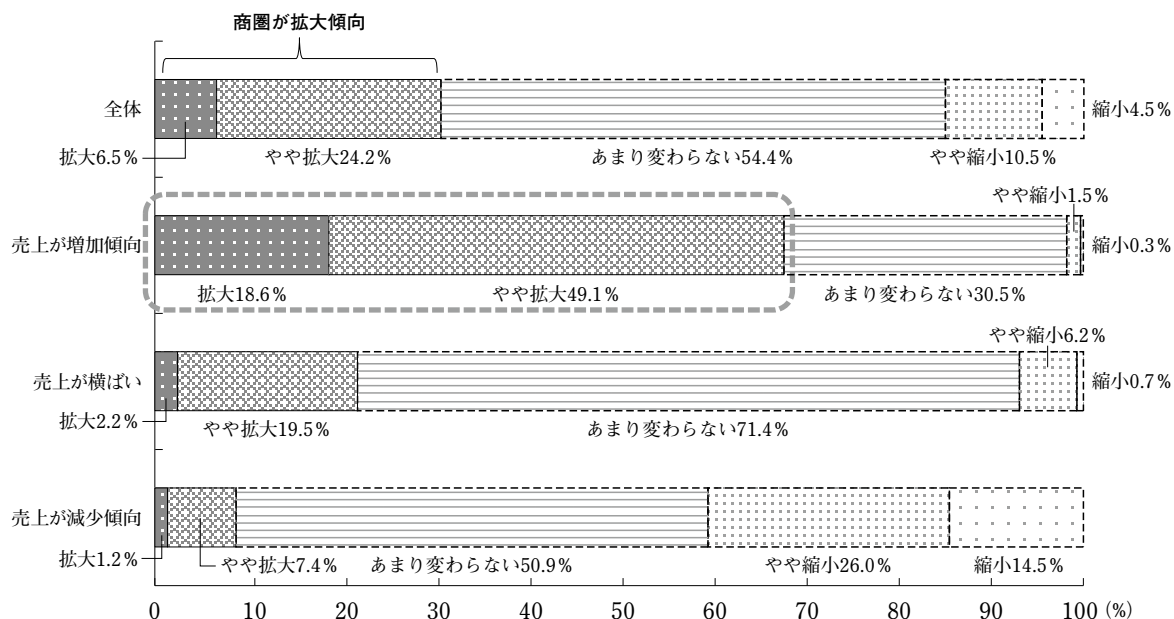 商圏が拡大傾向
全体
縮小4.5%
拡大6.5%
やや拡大24.2%
あまり変わらない54.4%
やや縮小10.5%
やや縮小1.5%
売上が増加傾向
縮小0.3%
拡大18.6%
やや拡大49.1%
あまり変わらない30.5%
やや縮小6.2%
売上が横ばい
縮小0.7%
拡大2.2%
やや拡大19.5%
あまり変わらない71.4%
売上が減少傾向
拡大1.2%
やや拡大7.4%
あまり変わらない50.9%
やや縮小26.0%
縮小14.5%
0 10 20 30 40 50 60 70 80 90 100 (%)